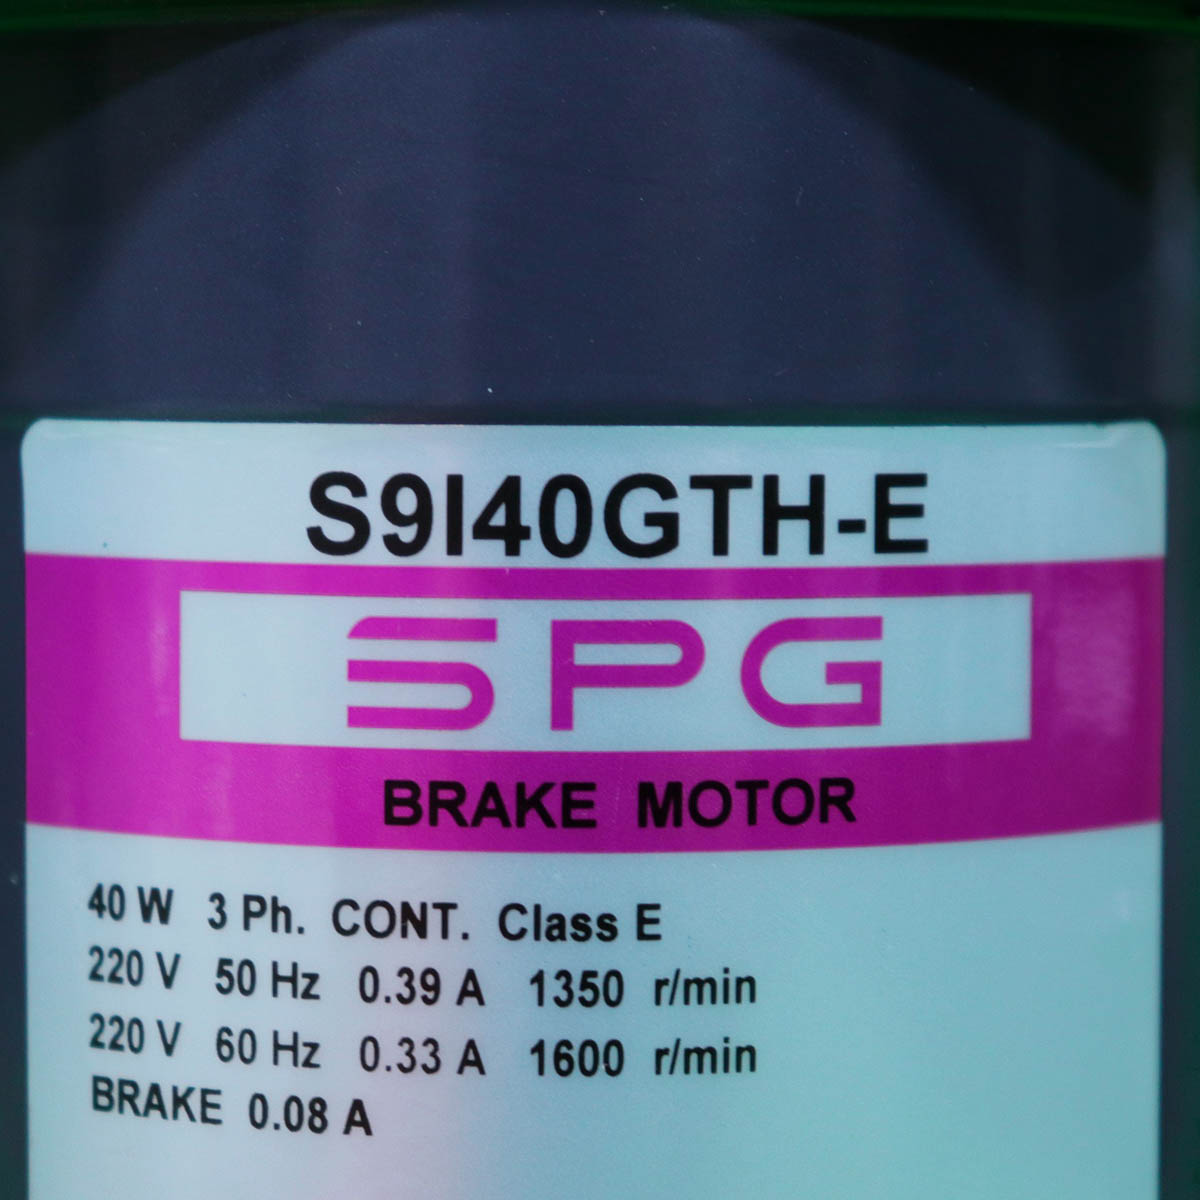 S9I40GTH-E
SPG
BRAKE MOTOR
40 W 3 Ph. CONT. Class E
220 V 50 Hz 0.39 A 1350 r/min
220 V 60 Hz 0.33 A 1600 r/min
BRAKE 0.08 A